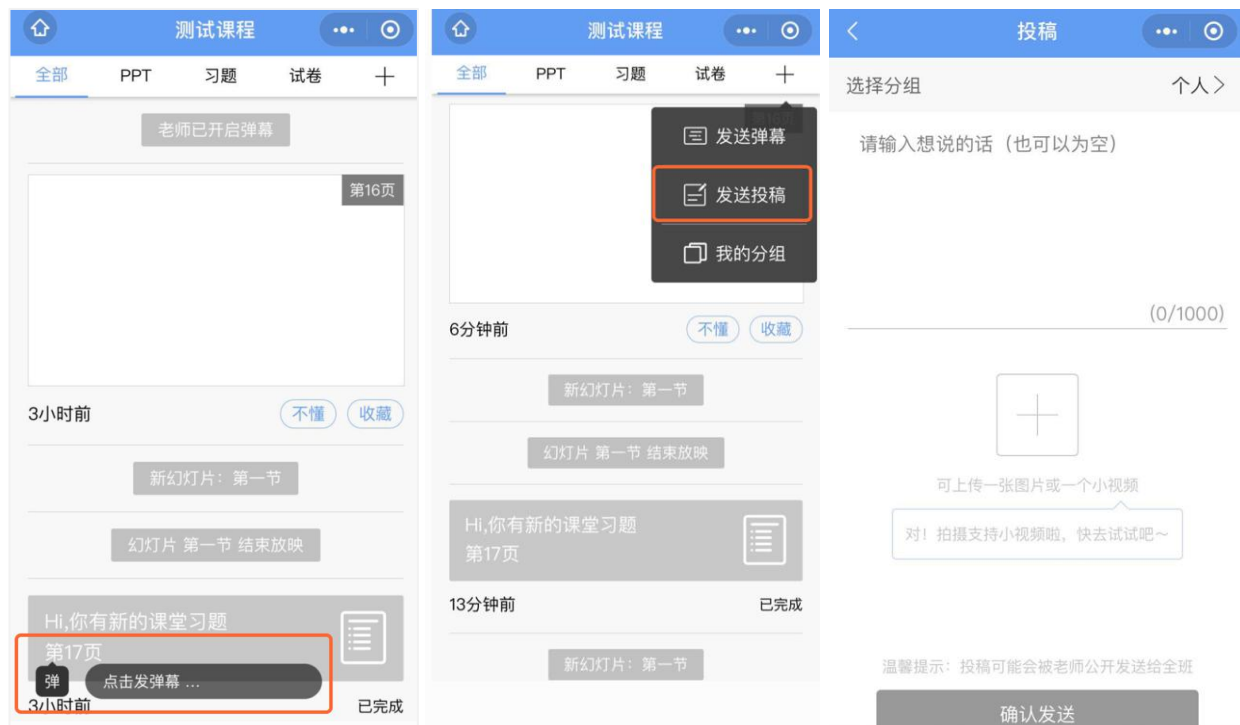 测试课程
全部 PPT 习题 试卷
老师已开启弹幕
第16页
3小时前 不懂 收藏
新幻灯片：第一节
幻灯片 第一节 结束放映
Hi,你有新的课堂习题
第17页
弹 点击发弹幕 ...
3小时前 已完成
测试课程
全部 PPT 习题 试卷
第16页
发送弹幕
发送投稿
我的分组
6分钟前 不懂 收藏
新幻灯片：第一节
幻灯片 第一节 结束放映
Hi,你有新的课堂习题
第17页
13分钟前 已完成
新幻灯片：第一节
投稿
选择分组 个人
请输入想说的话（也可以为空）
(0/1000)
可上传一张图片或一个小视频
对！拍摄支持小视频啦，快去试试吧～
温馨提示：投稿可能会被老师公开发送给全班
确认发送